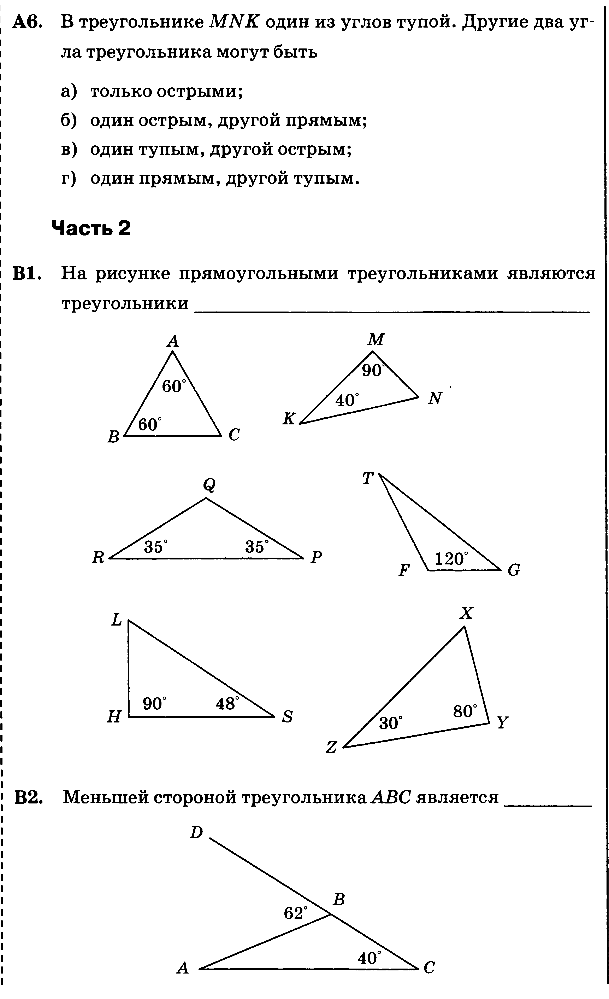 А6. В треугольнике MNK один из углов тупой. Другие два уг-
ла треугольника могут быть
а) только острыми;
б) один острым, другой прямым;
в) один тупым, другой острым;
г) один прямым, другой тупым.
Часть 2
В1. На рисунке прямоугольными треугольниками являются
треугольники
A
60°
60°
B
C
M
90°
40°
K
N
Q
35°
35°
R
P
T
120°
F
G
L
90°
48°
H
S
X
80°
30°
Y
Z
В2. Меньшей стороной треугольника ABC является
D
B
62°
40°
A
C